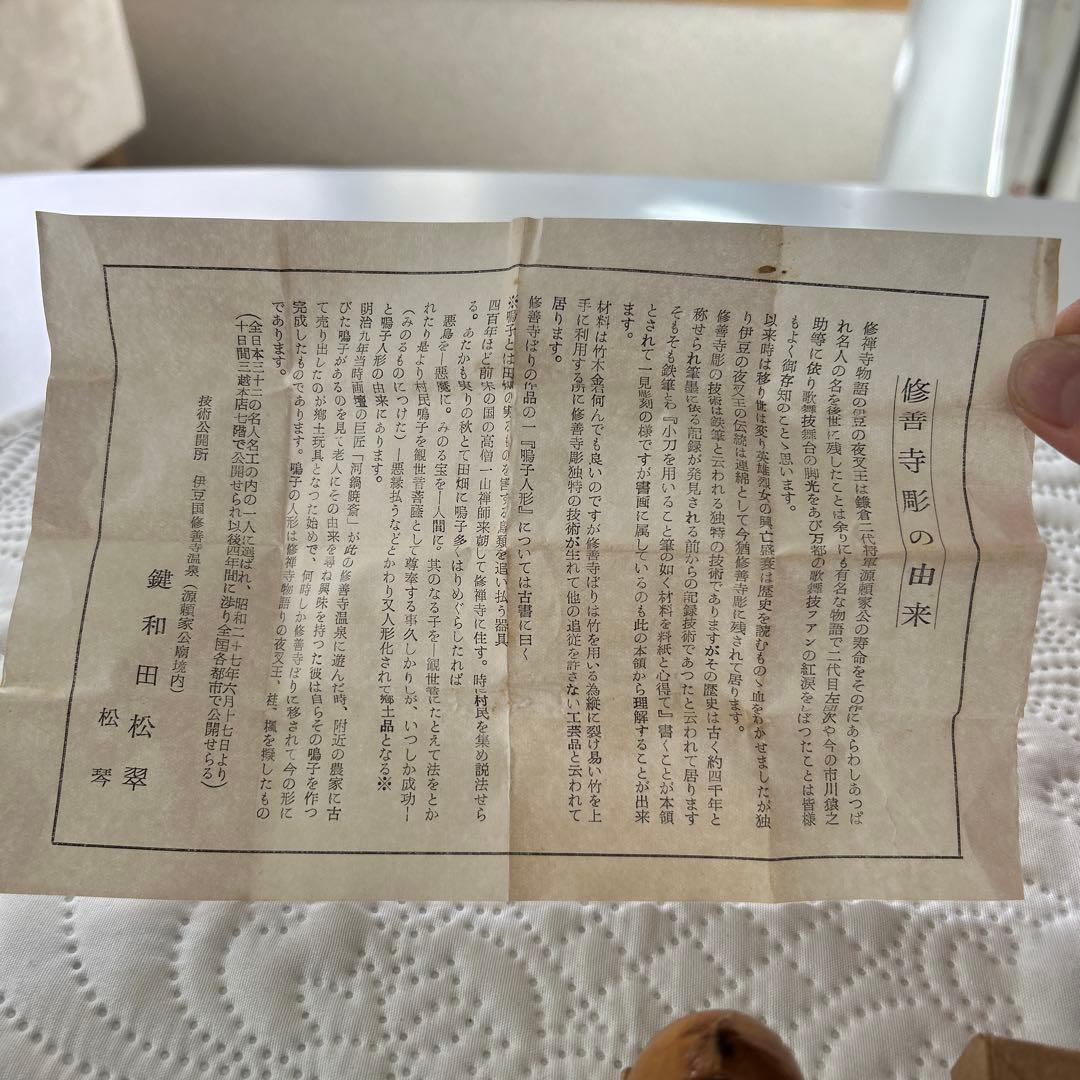 修善寺彫の由来
修禅寺物語の伊豆の夜叉王は鎌倉二代将軍源頼家公の寿命をその作にあらわしあつぱ
れ名人の名を後世に残したことは余りにも有名な物語で二代目左団次や今の市川猿之
助等に依り歌舞技舞台の脚光をあび万都の歌舞技フアンの紅涙をしぼつたことは皆様
もよく御存知のことゝ思います。
以来時は移り世は変り英雄烈女の興亡盛衰は歴史を読むものゝ血をわかせましたが独
り伊豆の夜叉王の伝統は連綿として今猶修善寺彫に残されて居ります。
修善寺彫の技術は鉄筆と云われる独特の技術でありますがその歴史は古く約四千年と
称せられ筆墨に依る記録が発見される前からの記録技術であつたと云われて居ります
そもそも鉄筆とわ『小刀を用いること筆の如く材料を料紙と心得て』書くことが本領
とされて一見彫刻の様ですが書画に属しているのも此の本領から理解することが出来
ます。
材料は竹木金石何んでも良いのですが修善寺ぼりは竹を用いる為縦に裂け易い竹を上
手に利用する所に修善寺彫独特の技術が生れて他の追従を許さない工芸品と云われて
居ります。
修善寺ぼりの作品の一『鳴子人形』については古書に曰く
※鳴子とは田畑の実るものを害する鳥類を追い払う器具
四百年ほど前宋の国の高僧一山禅師来朝して修禅寺に住す。時に村民を集め説法せら
る。あたかも実りの秋とて田畑に鳴子多くはりめぐらしたれば
悪鳥を―悪魔に。みのる宝を―人間に。其のなる子を―観世音にたとえて法をとか
れたり是より村民鳴子を観世音菩薩として尊奉する事久しかりしが、いつしか成功―
(みのるものにつけた)―悪縁払うなどとかわり又人形化されて郷土品となる※
と鳴子人形の由来にあります。
明治九年当時画壇の巨匠「河鍋暁斎」が此の修善寺温泉に遊んだ時、附近の農家に古
びた鳴子があるのを見て老人にその由来を尋ね興味を持つた彼は自らその鳴子を作つ
て売り出したのが郷土玩具となつた始めで、何時しか修善寺ぼりに移されて今の形に
完成したものであります。鳴子の人形は修禅寺物語りの夜叉王、桂、楓を擬したもの
であります。
(全日本三十二の名人名工の内の一人に選ばれ、昭和二十七年六月十七日より
十日間三越本店七階で公開せられ以後四年間に渉り全国各都市で公開せらる)
技術公開所 伊豆国修善寺温泉(源頼家公廟境内)
鍵和田松翠
松琴